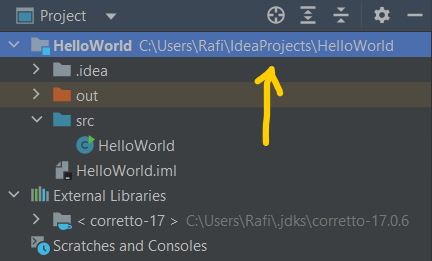 Project
HelloWorld C:\Users\Rafi\IdeaProjects\HelloWorld
.idea
out
src
HelloWorld
HelloWorld.iml
External Libraries
< corretto-17 > C:\Users\Rafi\.jdks\corretto-17.0.6
Scratches and Consoles